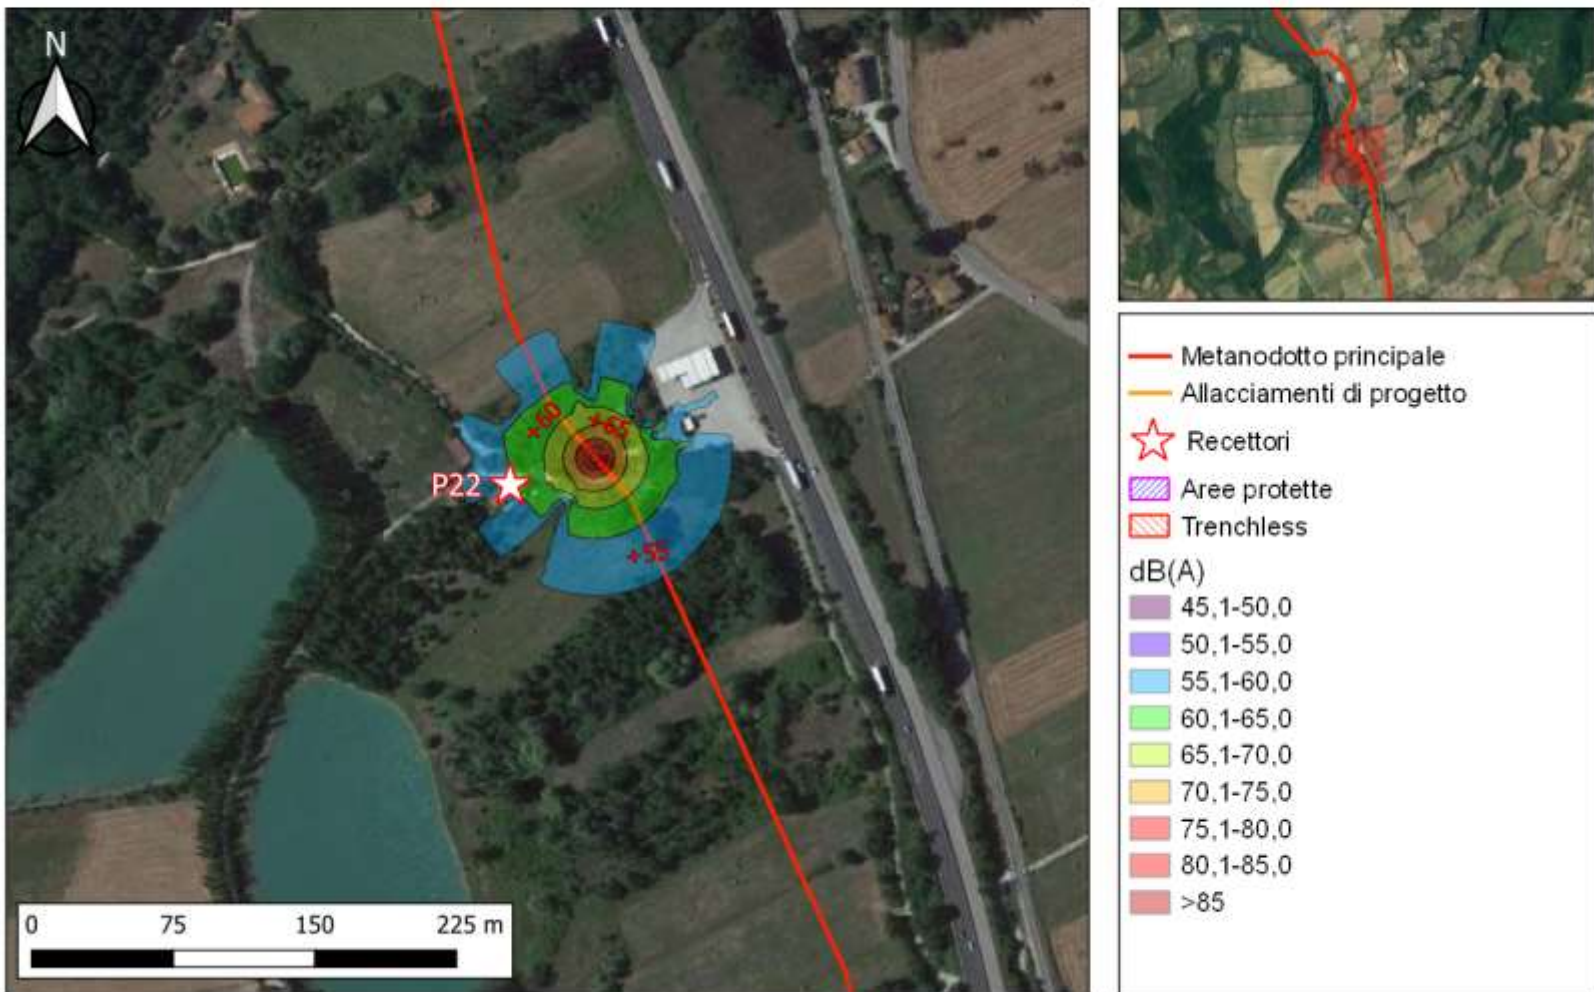 N
+60
+65
P22
+55
0 75 150 225 m
Metanodotto principale
Allacciamenti di progetto
Recettori
Aree protette
Trenchless
dB(A)
45,1-50,0
50,1-55,0
55,1-60,0
60,1-65,0
65,1-70,0
70,1-75,0
75,1-80,0
80,1-85,0
>85